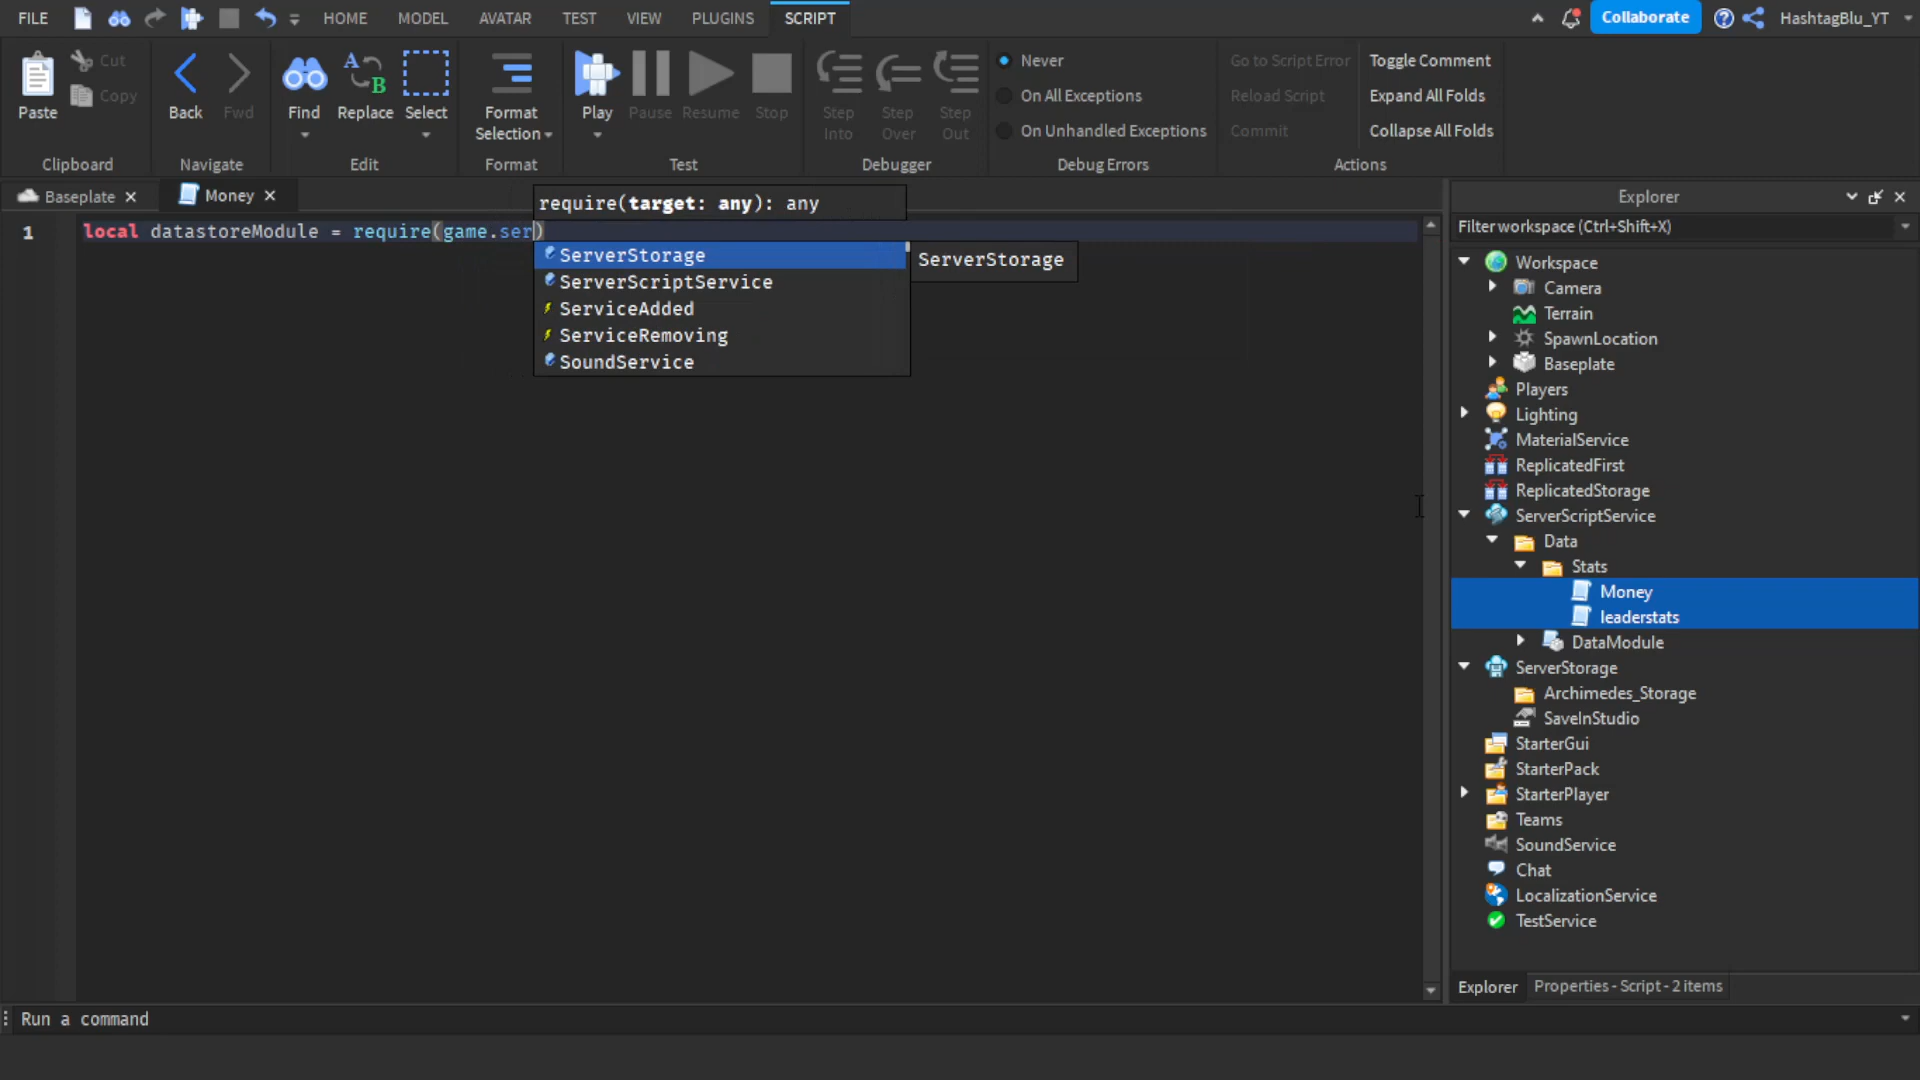 FILE HOME MODEL AVATAR TEST VIEW PLUGINS SCRIPT Collaborate HashtagBlu_YT
Paste Cut Copy Back Fwd Find Replace Select Format Selection Play Pause Resume Stop Step Into Step Over Step Out
Never
On All Exceptions
On Unhandled Exceptions
Go to Script Error
Reload Script
Commit
Toggle Comment
Expand All Folds
Collapse All Folds
Clipboard Navigate Edit Format Test Debugger Debug Errors Actions
Baseplate Money
require(target: any): any
1 local datastoreModule = require(game.ser)
ServerStorage
ServerScriptService
ServiceAdded
ServiceRemoving
SoundService
ServerStorage
Explorer
Filter workspace (Ctrl+Shift+X)
Workspace
Camera
Terrain
SpawnLocation
Baseplate
Players
Lighting
MaterialService
ReplicatedFirst
ReplicatedStorage
ServerScriptService
Data
Stats
Money
leaderstats
DataModule
ServerStorage
Archimedes_Storage
SaveInStudio
StarterGui
StarterPack
StarterPlayer
Teams
SoundService
Chat
LocalizationService
TestService
Explorer Properties - Script - 2 items
Run a command